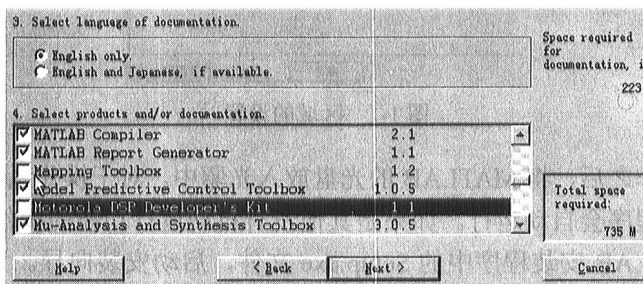 3. Select language of documentation.
English only.
English and Japanese, if available.
Space required
for
documentation, i
223
4. Select products and/or documentation.
MATLAB Compiler 2.1
MATLAB Report Generator 1.1
Mapping Toolbox 1.2
Model Predictive Control Toolbox 1.0.5
Motorola DSP Developer's Kit 1.1
Mu-Analysis and Synthesis Toolbox 3.0.5
Total space
required:
735 M
Help
< Back
Next >
Cancel